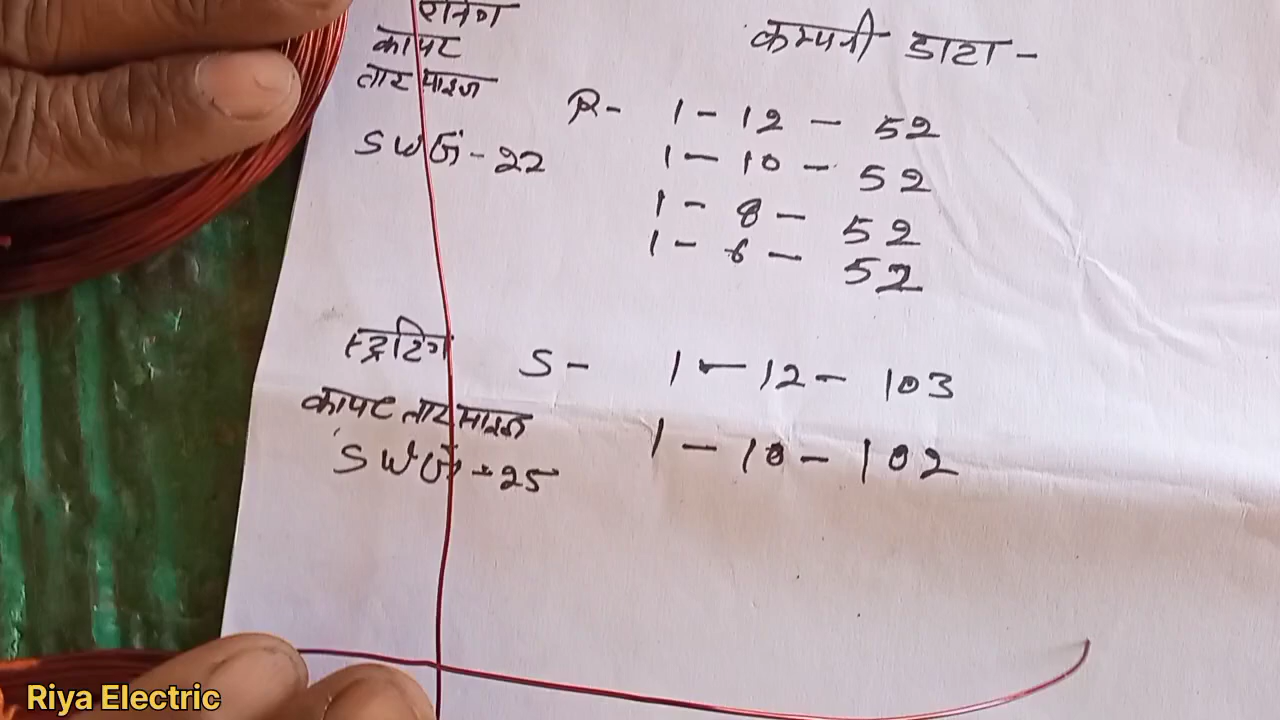 रनिंग
कापर
तार साइज
SWG - 22
कम्पनी डाटा -
R - 1 - 12 - 52
1 - 10 - 52
1 - 8 - 52
1 - 6 - 52
स्ट्रटिंग S - 1 - 12 - 103
कापर तार साइज 1 - 10 - 102
SWG - 25
Riya Electric